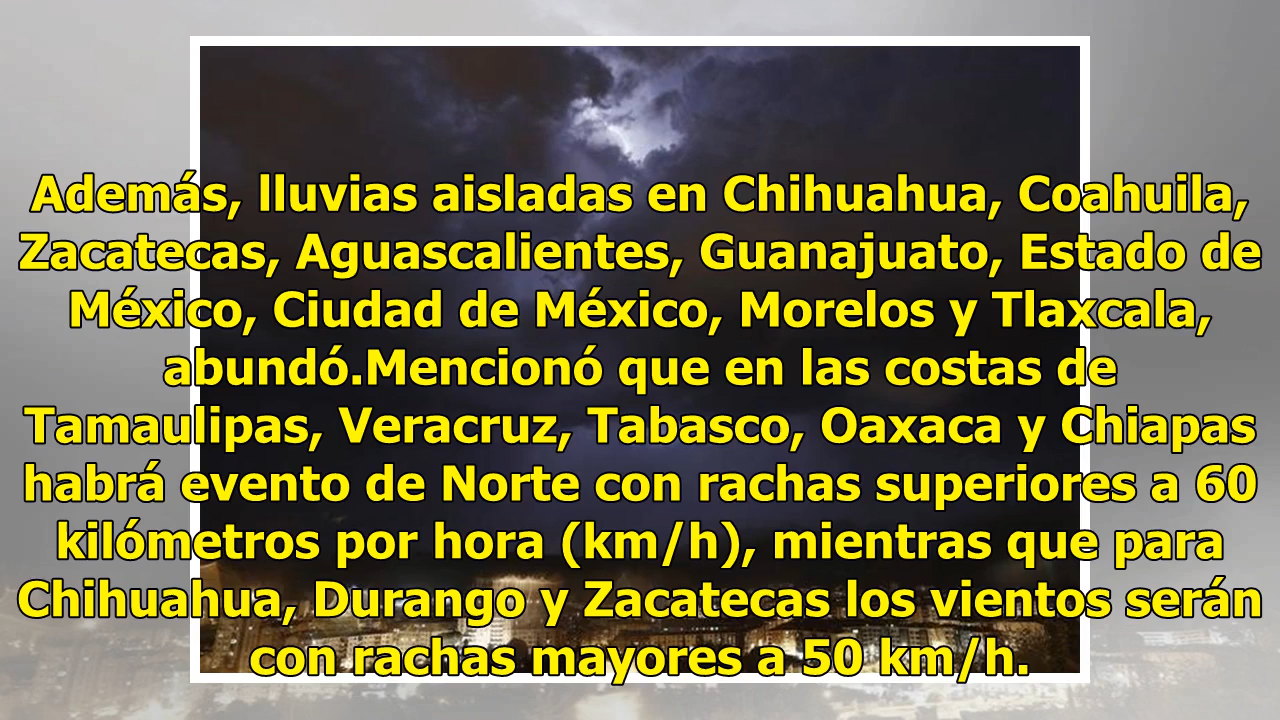 Además, lluvias aisladas en Chihuahua, Coahuila,
Zacatecas, Aguascalientes, Guanajuato, Estado de
México, Ciudad de México, Morelos y Tlaxcala,
abundó.Mencionó que en las costas de
Tamaulipas, Veracruz, Tabasco, Oaxaca y Chiapas
habrá evento de Norte con rachas superiores a 60
kilómetros por hora (km/h), mientras que para
Chihuahua, Durango y Zacatecas los vientos serán
con rachas mayores a 50 km/h.